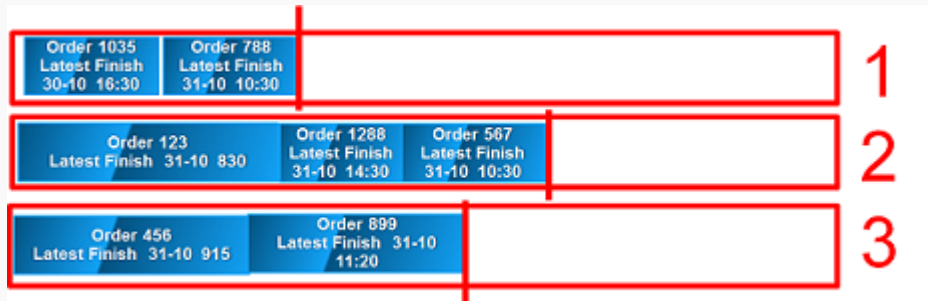 Order 1035
Latest Finish
30-10 16:30
Order 788
Latest Finish
31-10 10:30
1
Order 123
Latest Finish 31-10 830
Order 1288
Latest Finish
31-10 14:30
Order 567
Latest Finish
31-10 10:30
2
Order 456
Latest Finish 31-10 915
Order 899
Latest Finish 31-10
11:20
3